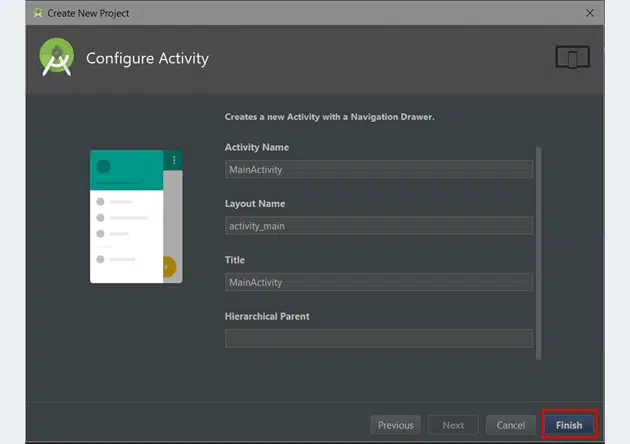 Create New Project
Configure Activity
Creates a new Activity with a Navigation Drawer.
Activity Name
MainActivity
Layout Name
activity_main
Title
MainActivity
Hierarchical Parent
Previous
Next
Cancel
Finish